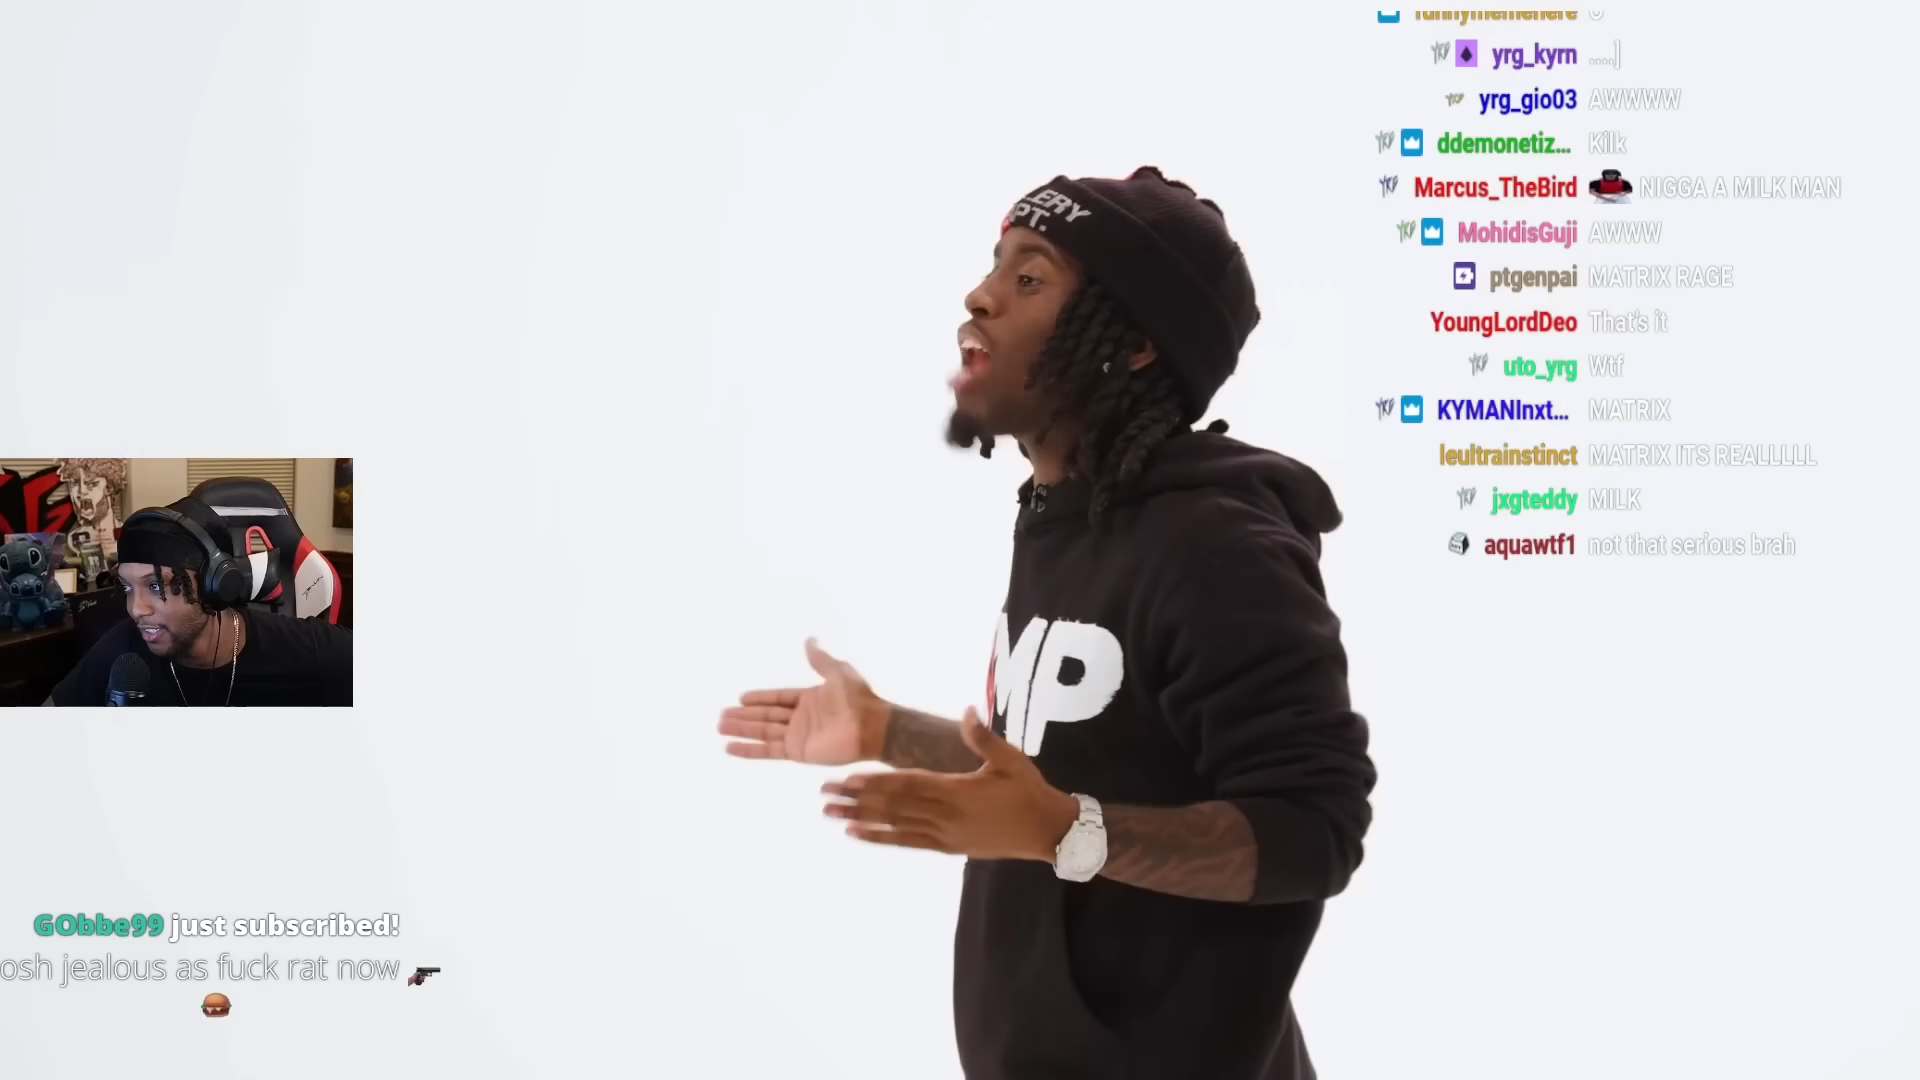 funnymemehere
yrg_kyrn ....]
yrg_gio03 AWWWW
ddemonetiz... Kilk
Marcus_TheBird NIGGA A MILK MAN
MohidisGuji AWWW
ptgenpai MATRIX RAGE
YoungLordDeo That's it
uto_yrg Wtf
KYMANInxt... MATRIX
leultrainstinct MATRIX ITS REALLLLL
jxgteddy MILK
aquawtf1 not that serious brah
LERY
PT.
MP
GObbe99 just subscribed!
osh jealous as fuck rat now